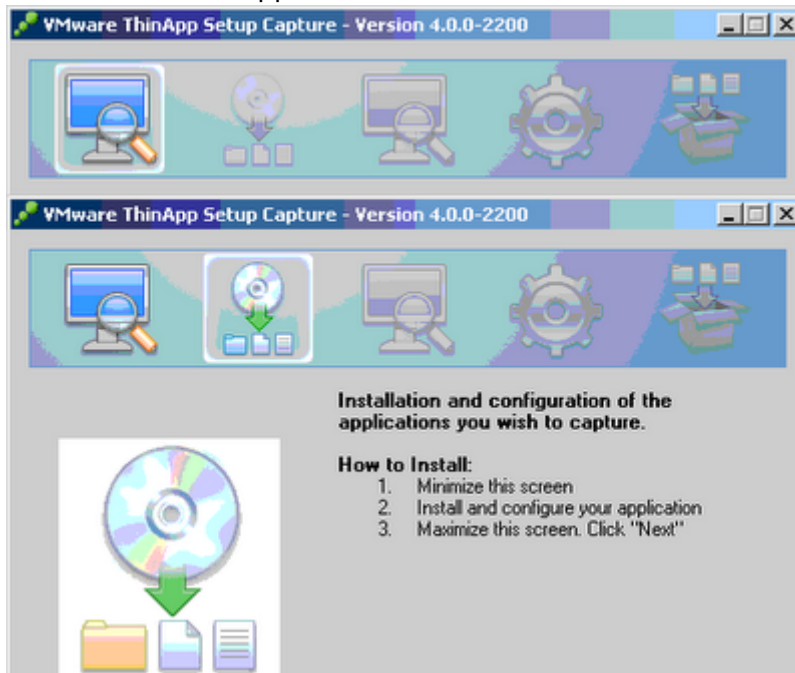 VMware ThinApp Setup Capture - Version 4.0.0-2200
VMware ThinApp Setup Capture - Version 4.0.0-2200
Installation and configuration of the
applications you wish to capture.
How to Install:
1. Minimize this screen
2. Install and configure your application
3. Maximize this screen. Click "Next"